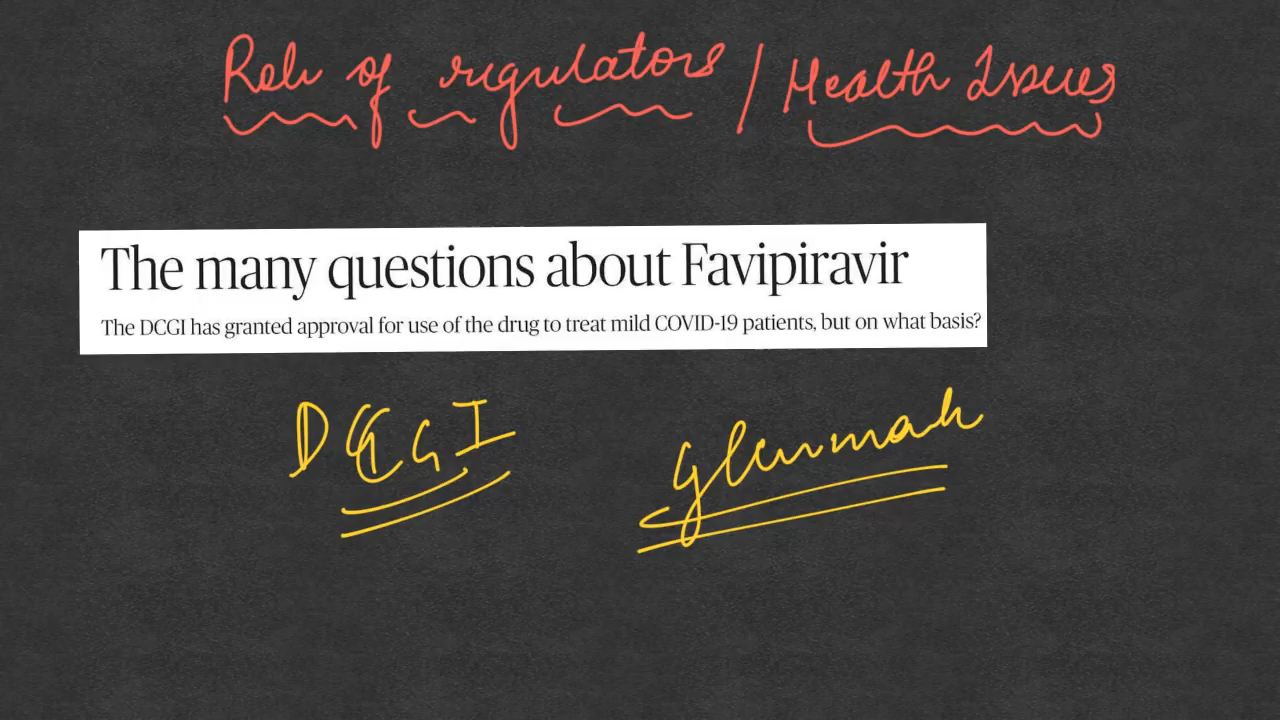 Role of regulators / Health Issues
The many questions about Favipiravir
The DCGI has granted approval for use of the drug to treat mild COVID-19 patients, but on what basis?
DCGI Glenmark